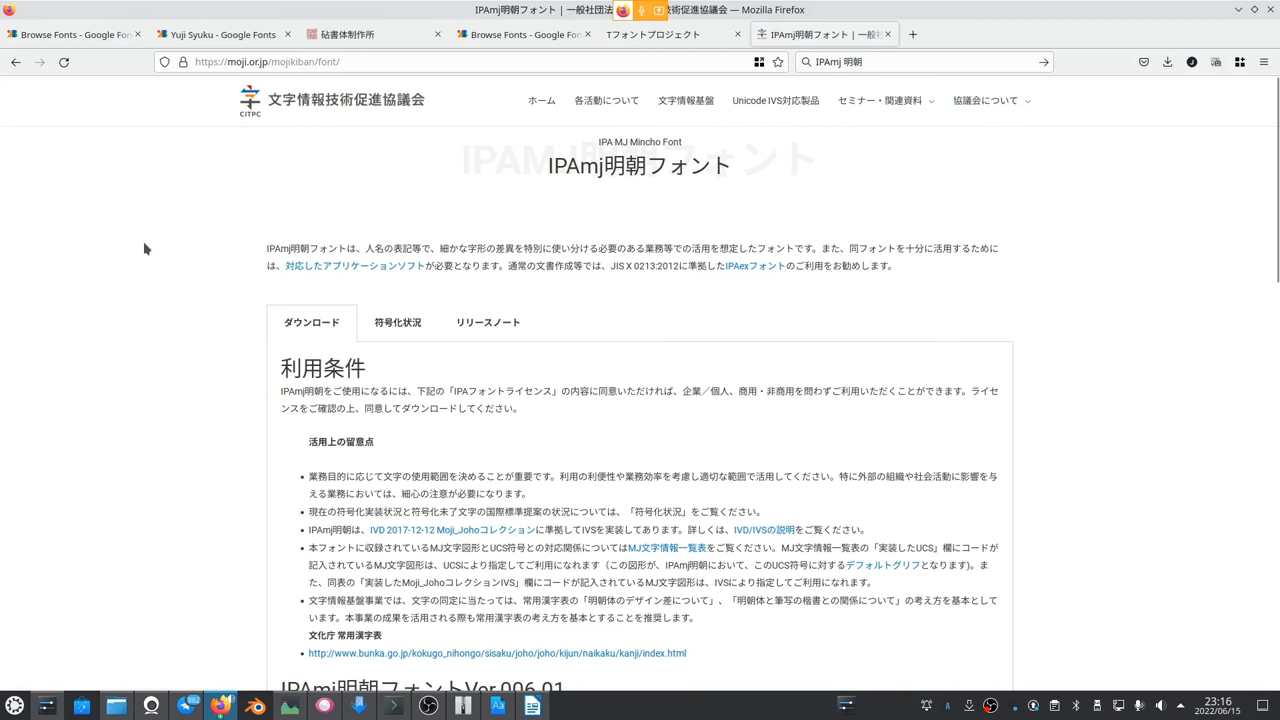 IPAmj明朝フォント | 一般社団法
技術促進協議会 — Mozilla Firefox
Browse Fonts - Google Fon
Yuji Syuku - Google Fonts
砧書体制作所
Browse Fonts - Google Fon
Tフォントプロジェクト
IPAmj明朝フォント | 一般社
https://moji.or.jp/mojikiban/font/
IPAmj 明朝
CITPC
文字情報技術促進協議会
ホーム
各活動について
文字情報基盤
Unicode IVS対応製品
セミナー・関連資料
協議会について
IPA MJ Mincho Font
IPAmj明朝フォント
IPAmj明朝フォントは、人名の表記等で、細かな字形の差異を特別に使い分ける必要のある業務等での活用を想定したフォントです。また、同フォントを十分に活用するために
は、対応したアプリケーションソフトが必要となります。通常の文書作成等では、JIS X 0213:2012に準拠したIPAexフォントのご利用をお勧めします。
ダウンロード
符号化状況
リリースノート
利用条件
IPAmj明朝をご使用になるには、下記の「IPAフォントライセンス」の内容に同意いただければ、企業／個人、商用・非商用を問わずご利用いただくことができます。ライセ
ンスをご確認の上、同意してダウンロードしてください。
活用上の留意点
業務目的に応じて文字の使用範囲を決めることが重要です。利用の利便性や業務効率を考慮し適切な範囲で活用してください。特に外部の組織や社会活動に影響を与
える業務においては、細心の注意が必要になります。
現在の符号化実装状況と符号化未了文字の国際標準提案の状況については、「符号化状況」をご覧ください。
IPAmj明朝は、IVD 2017-12-12 Moji_Johoコレクションに準拠してIVSを実装してあります。詳しくは、IVD/IVSの説明をご覧ください。
本フォントに収録されているMJ文字図形とUCS符号との対応関係についてはMJ文字情報一覧表をご覧ください。MJ文字情報一覧表の「実装したUCS」欄にコードが
記入されているMJ文字図形は、UCSにより指定してご利用になれます（この図形が、IPAmj明朝において、このUCS符号に対するデフォルトグリフとなります)。ま
た、同表の「実装したMoji_JohoコレクションIVS」欄にコードが記入されているMJ文字図形は、IVSにより指定してご利用になれます。
文字情報基盤事業では、文字の同定に当たっては、常用漢字表の「明朝体のデザイン差について」、「明朝体と筆写の楷書との関係について」の考え方を基本として
います。本事業の成果を活用される際も常用漢字表の考え方を基本とすることを推奨します。
文化庁 常用漢字表
http://www.bunka.go.jp/kokugo_nihongo/sisaku/joho/joho/kijun/naikaku/kanji/index.html
IPAmj明朝フォントVer.006.01
23:16
2022/06/15